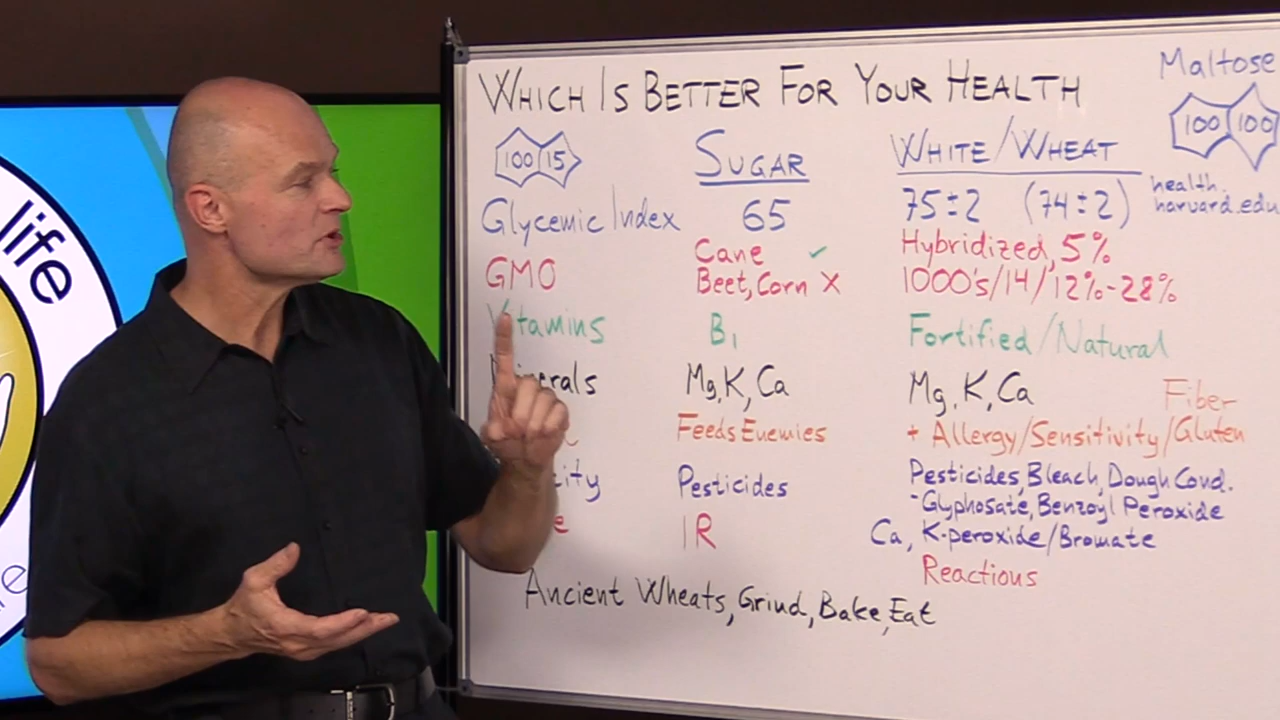 WHICH IS BETTER FOR YOUR HEALTH
Maltose
100 15
SUGAR
WHITE/WHEAT
100 100
Glycemic Index 65 75±2 (74±2)
health.
harvard.edu
GMO
Cane ✓
Beet, Corn X
Hybridized, 5%
1000's/14/12%-28%
Vitamins B1 Fortified/Natural
Minerals Mg, K, Ca Mg, K, Ca Fiber
Feeds Enemies + Allergy/Sensitivity/Gluten
Pesticides Pesticides, Bleach, Dough Cond.
-Glyphosate, Benzoyl Peroxide
IR Ca, K-peroxide/Bromate
Reactions
Ancient Wheats, Grind, Bake, Eat
life